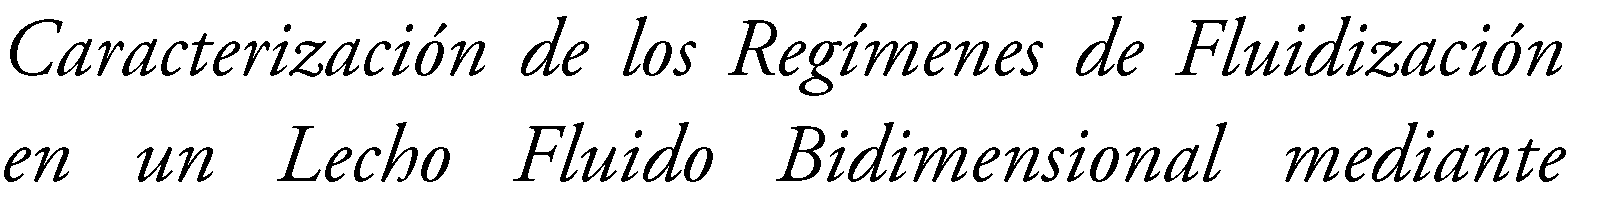 Caracterización de los Regímenes de Fluidización
en un Lecho Fluido Bidimensional mediante